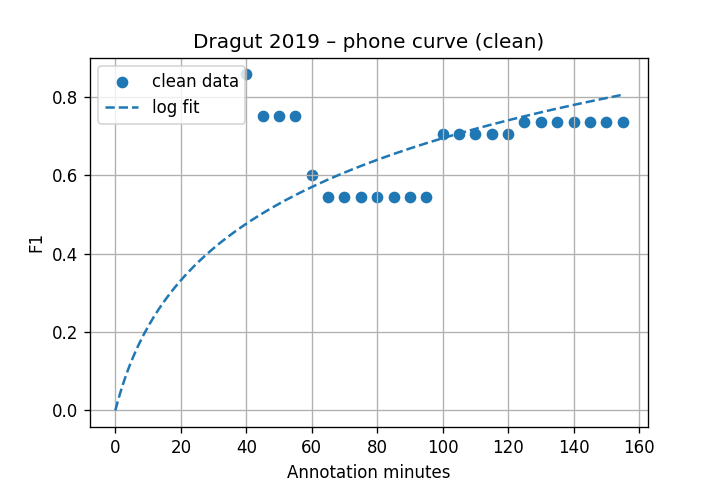 Dragut 2019 – phone curve (clean)
clean data
log fit
F1
0.8
0.6
0.4
0.2
0.0
0 20 40 60 80 100 120 140 160
Annotation minutes